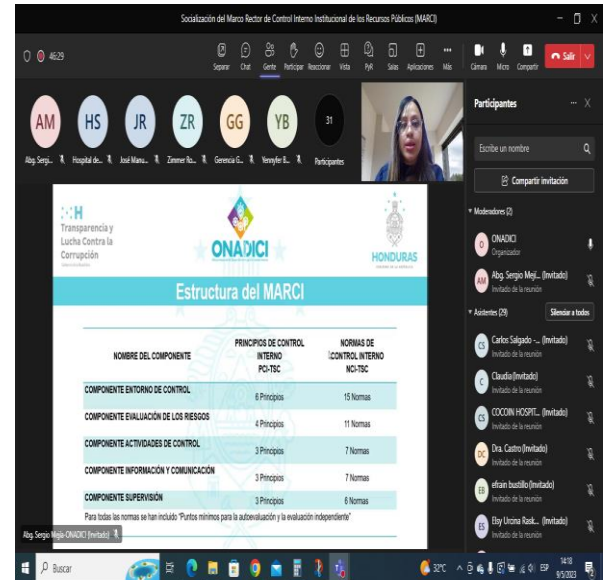 Socialización del Marco Rector de Control Interno Institucional de los Recursos Públicos (MARCI)
46:29
Separar Chat Gente Participar Reaccionar Vista PyR Salas Aplicaciones Más Cámara Micro Compartir Salir
AM HS JR ZR GG YB 31
Abg. Sergi... Hospital de... José Manu... Zimmer Ro... Gerencia G... Yennyfer B... Participantes
Participantes
Escribe un nombre
Compartir invitación
Moderadores (2)
O ONADICI
Organizador
AM Abg. Sergio Meji... (Invitado)
Invitado de la reunión
Asistentes (29) Silenciar a todos
CS Carlos Salgado -... (Invitado)
Invitado de la reunión
C Claudia(Invitado)
Invitado de la reunión
CS COCOIN HOSPIT... (Invitado)
Invitado de la reunión
DC Dra. Castro (Invitado)
Invitado de la reunión
EB efrain bustillo (Invitado)
Invitado de la reunión
ES Elsy Urcina Rask... (Invitado)
Invitado de la reunión
Transparencia y
Lucha Contra la
Corrupción
ONADICI
HONDURAS
Estructura del MARCI
NOMBRE DEL COMPONENTE PRINCIPIOS DE CONTROL INTERNO PCI-TSC NORMAS DE CONTROL INTERNO NCI-TSC
COMPONENTE ENTORNO DE CONTROL 6 Principios 15 Normas
COMPONENTE EVALUACIÓN DE LOS RIESGOS 4 Principios 11 Normas
COMPONENTE ACTIVIDADES DE CONTROL 3 Principios 7 Normas
COMPONENTE INFORMACIÓN Y COMUNICACIÓN 3 Principios 7 Normas
COMPONENTE SUPERVISIÓN 3 Principios 6 Normas
Para todas las normas se han incluido "Puntos mínimos para la autoevaluación y la evaluación independiente"
Abg. Sergio Mejía-ONADICI (Invitado)
Buscar 32°C ESP 14:18
9/5/2023